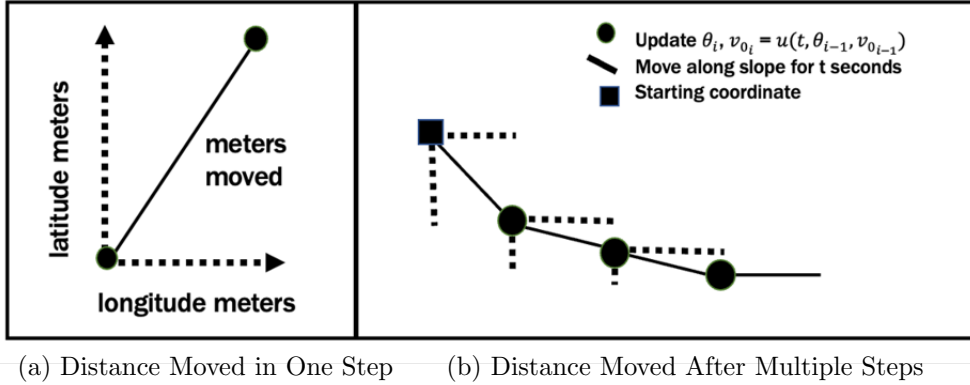 latitude meters
meters
moved
longitude meters
Update θᵢ, v₀ᵢ = u(t, θᵢ₋₁, v₀ᵢ₋₁)
Move along slope for t seconds
Starting coordinate
(a) Distance Moved in One Step
(b) Distance Moved After Multiple Steps